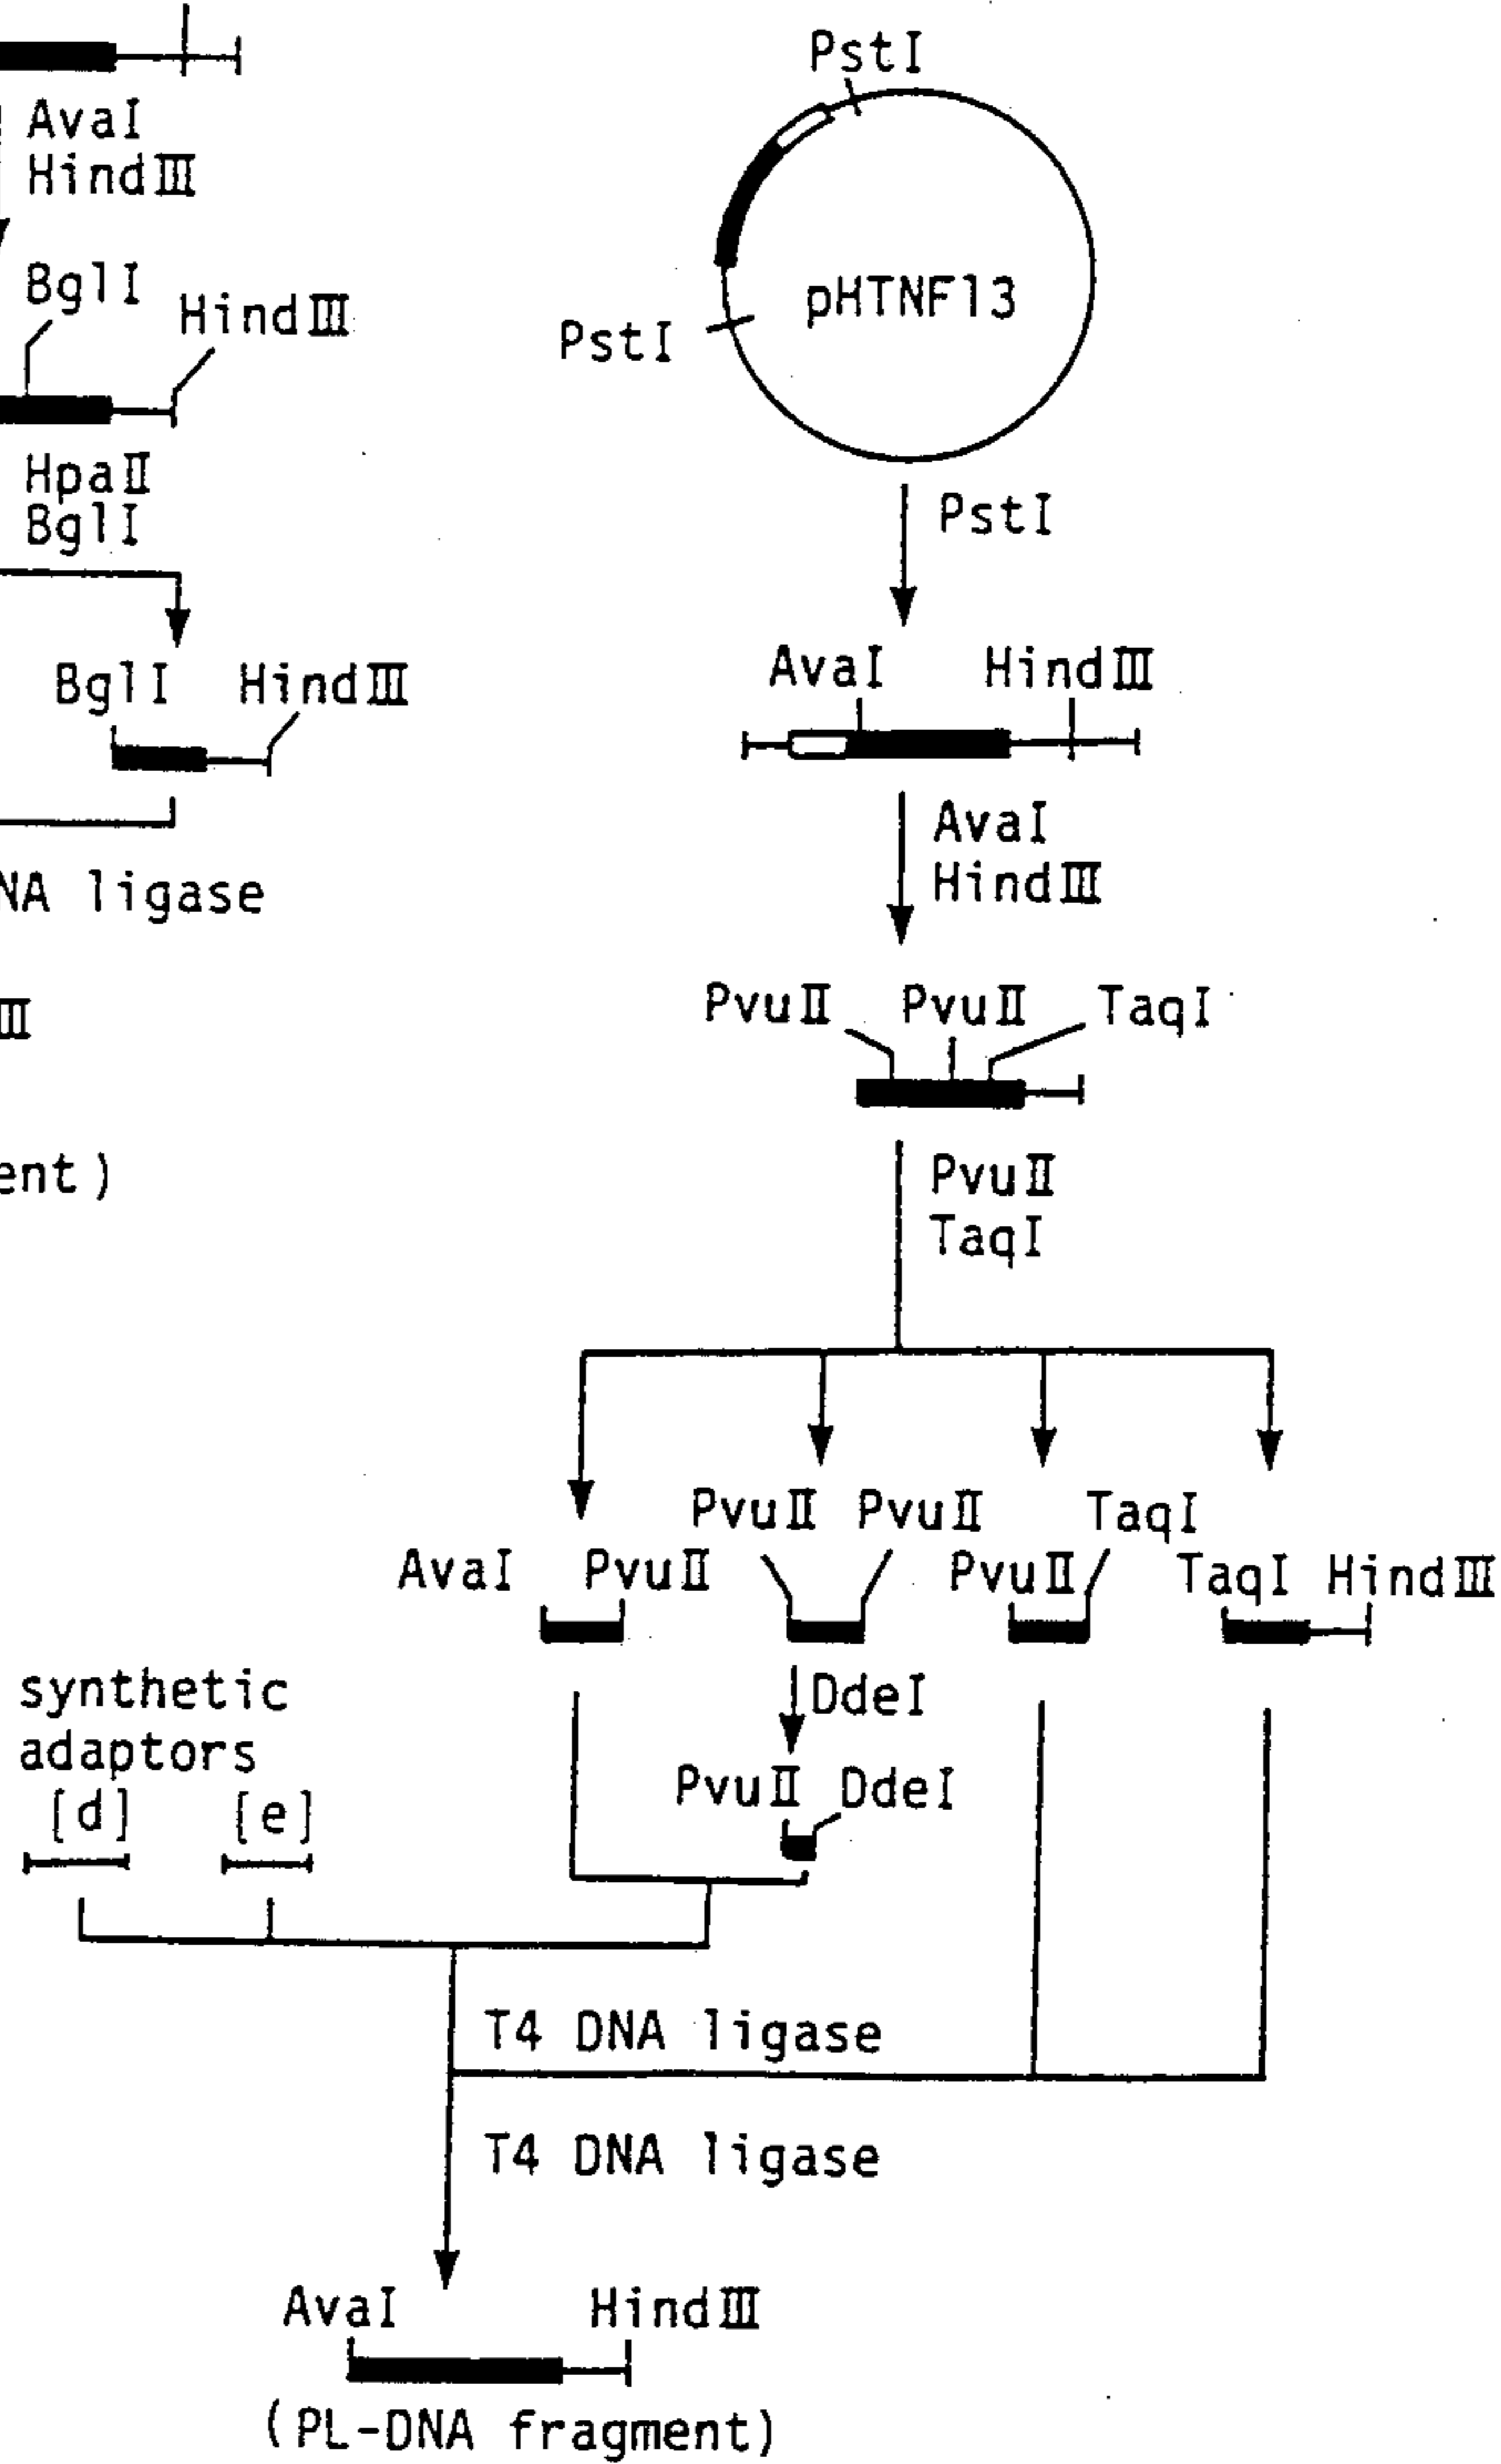 AvaI
HindⅢ
BglI
HindⅢ
HpaⅡ
BglI
BglI HindⅢ
ligase
PstI
PstI
pHTNF13
PstI
AvaI HindⅢ
AvaI
HindⅢ
PvuⅡ PvuⅡ TaqI
PvuⅡ
TaqI
PvuⅡ PvuⅡ TaqI
AvaI PvuⅡ PvuⅡ TaqI HindⅢ
synthetic
adaptors
[d] [e]
DdeI
PvuⅡ DdeI
T4 DNA ligase
T4 DNA ligase
AvaI HindⅢ
(PL-DNA fragment)